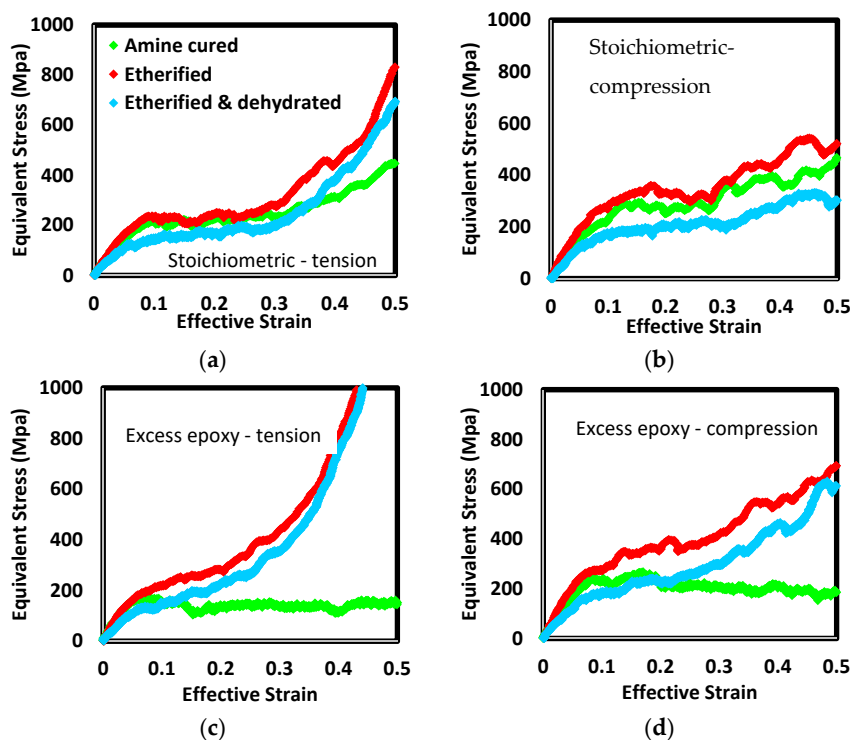 1000
800
600
400
200
0
Equivalent Stress (Mpa)
Amine cured
Etherified
Etherified & dehydrated
Stoichiometric - tension
0 0.1 0.2 0.3 0.4 0.5
Effective Strain
(a)
1000
800
600
400
200
0
Equivalent Stress (Mpa)
Stoichiometric-
compression
0 0.1 0.2 0.3 0.4 0.5
Effective Strain
(b)
1000
800
600
400
200
0
Equivalent Stress (Mpa)
Excess epoxy - tension
0 0.1 0.2 0.3 0.4 0.5
Effective Strain
(c)
1000
800
600
400
200
0
Equivalent Stress (Mpa)
Excess epoxy - compression
0 0.1 0.2 0.3 0.4 0.5
Effective Strain
(d)